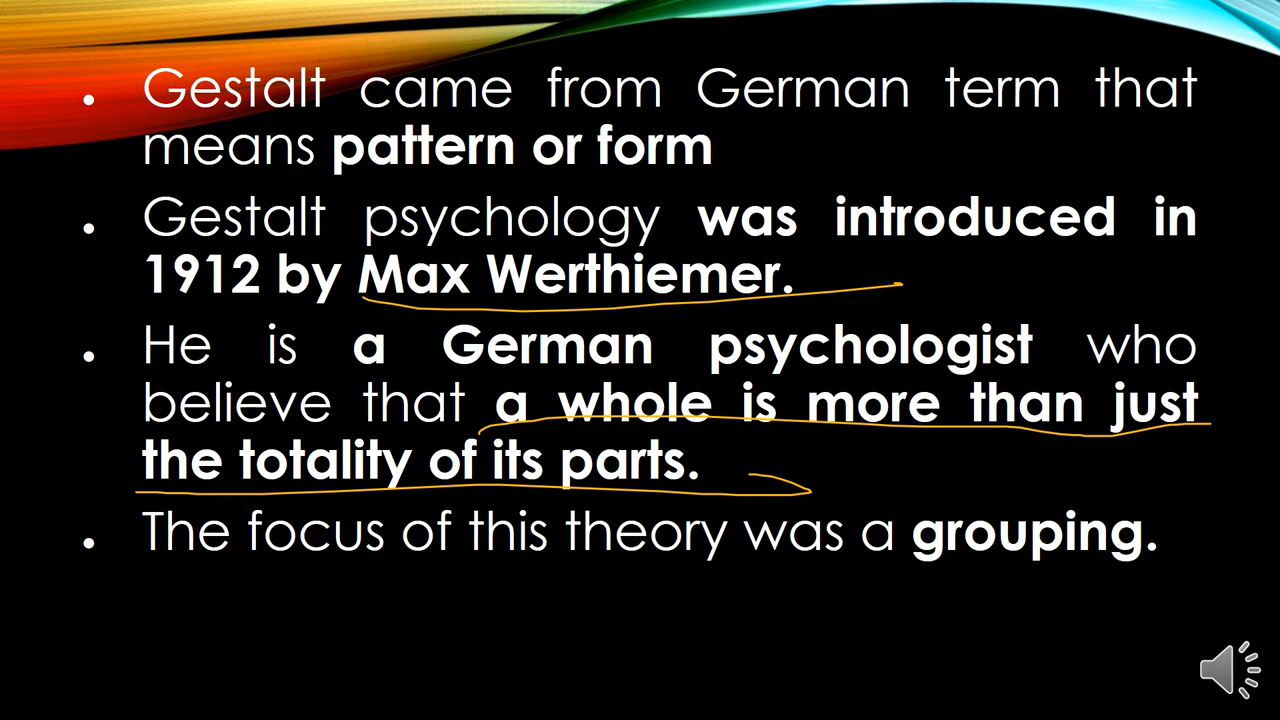 • Gestalt came from German term that
means pattern or form
• Gestalt psychology was introduced in
1912 by Max Werthiemer.
• He is a German psychologist who
believe that a whole is more than just
the totality of its parts.
• The focus of this theory was a grouping.